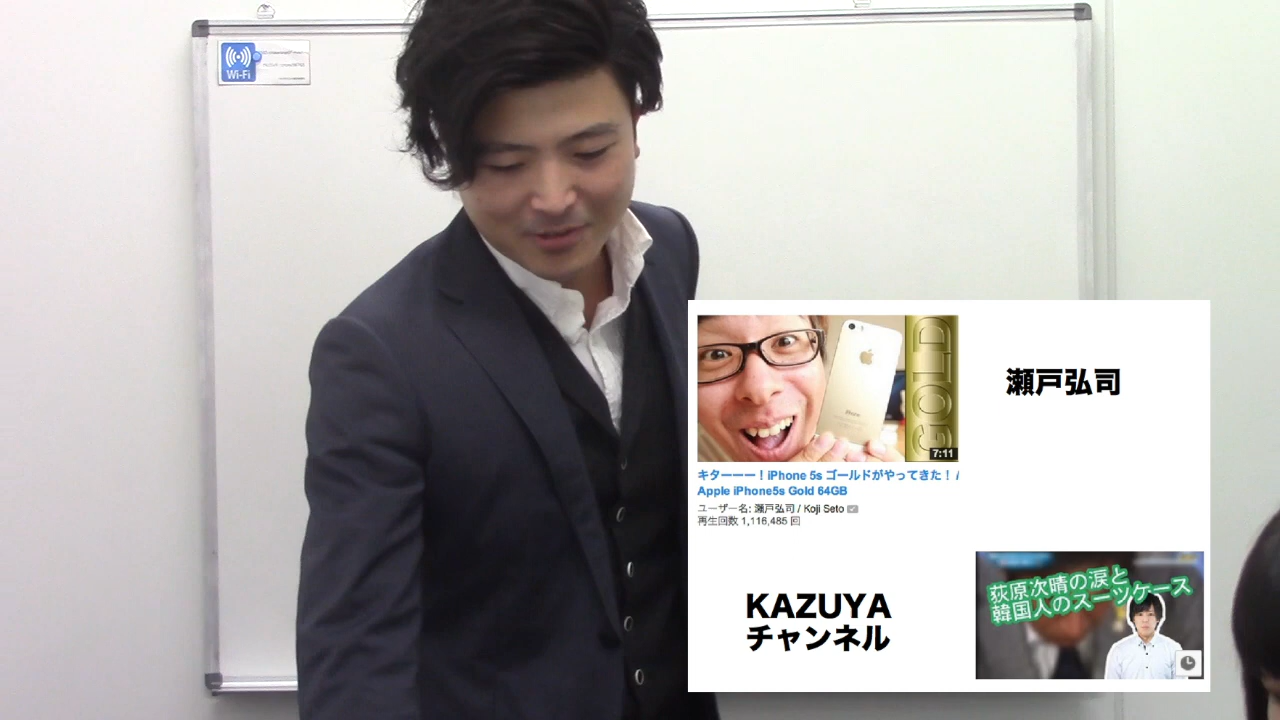 Wi-Fi
GOLD
7:11
瀬戸弘司
キターーー！iPhone 5s ゴールドがやってきた！ /
Apple iPhone5s Gold 64GB
ユーザー名: 瀬戸弘司 / Koji Seto
再生回数 1,116,485 回
KAZUYA
チャンネル
荻原次晴の涙と
韓国人のスーツケース